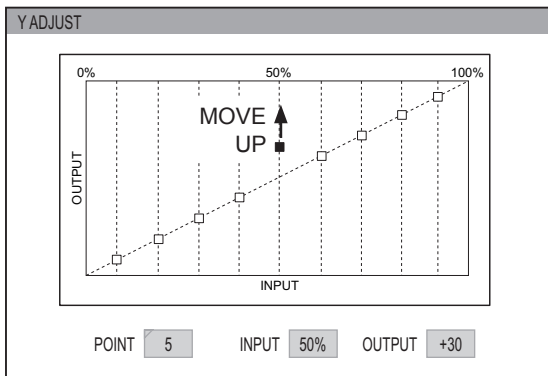 Y ADJUST
0% 50% 100%
MOVE
UP
OUTPUT
INPUT
POINT 5 INPUT 50% OUTPUT +30